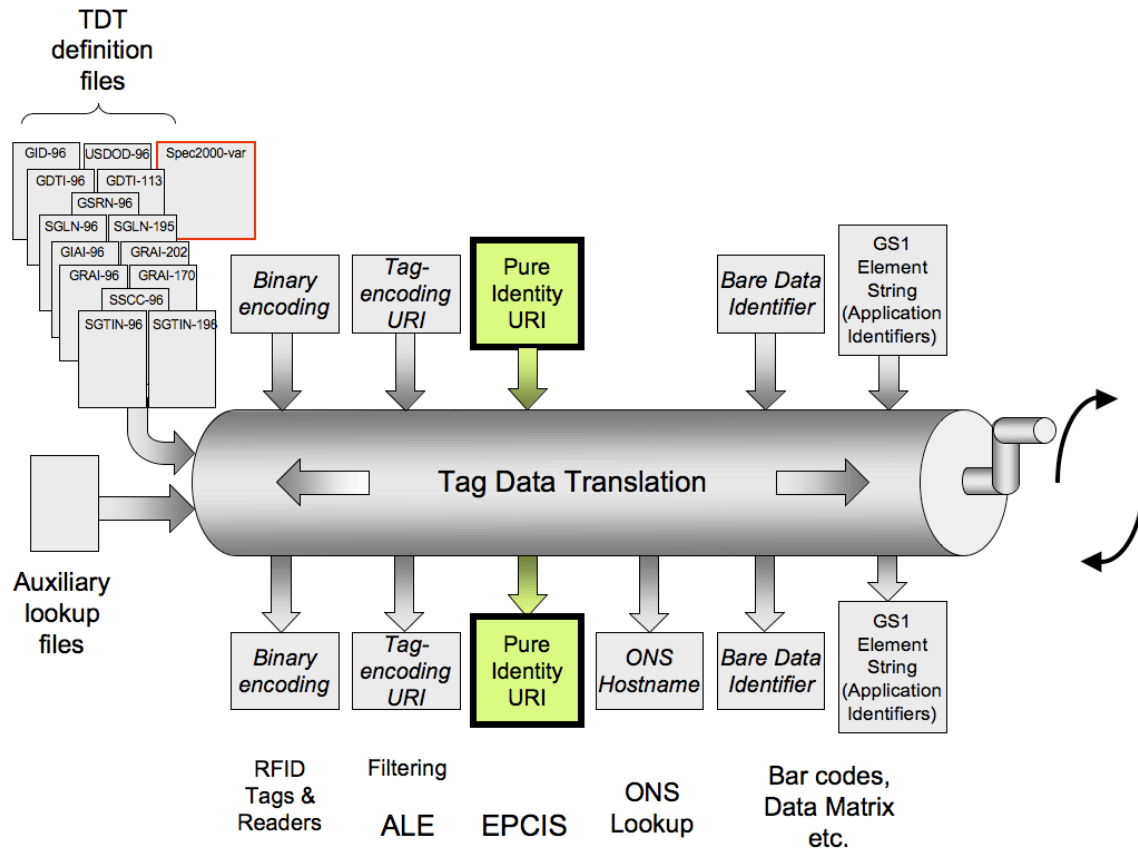 TDT
definition
files
GID-96
USDOD-96
Spec2000-var
GDTI-96
GDTI-113
GSRN-96
SGLN-96
SGLN-195
GIAI-96
GRAI-202
GRAI-96
GRAI-170
SSCC-96
SGTIN-96
SGTIN-198
Binary
encoding
Tag-
encoding
URI
Pure
Identity
URI
Bare Data
Identifier
GS1
Element
String
(Application
Identifiers)
Tag Data Translation
Auxiliary
lookup
files
Binary
encoding
Tag-
encoding
URI
Pure
Identity
URI
ONS
Hostname
Bare Data
Identifier
GS1
Element
String
(Application
Identifiers)
RFID
Tags &
Readers
Filtering
ALE
EPCIS
ONS
Lookup
Bar codes,
Data Matrix
etc.